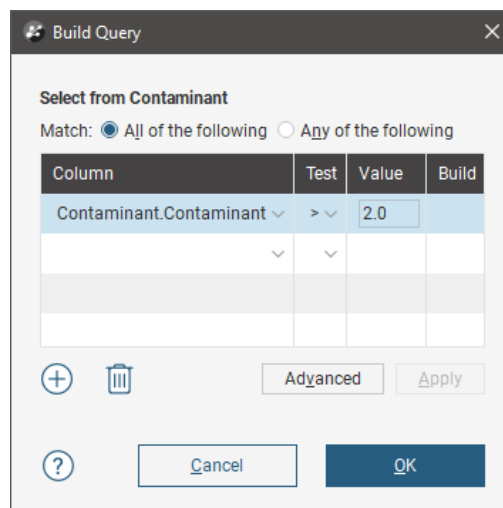 Build Query
Select from Contaminant
Match: All of the following Any of the following
Column Test Value Build
Contaminant.Contaminant > 2.0
Advanced Apply
? Cancel OK